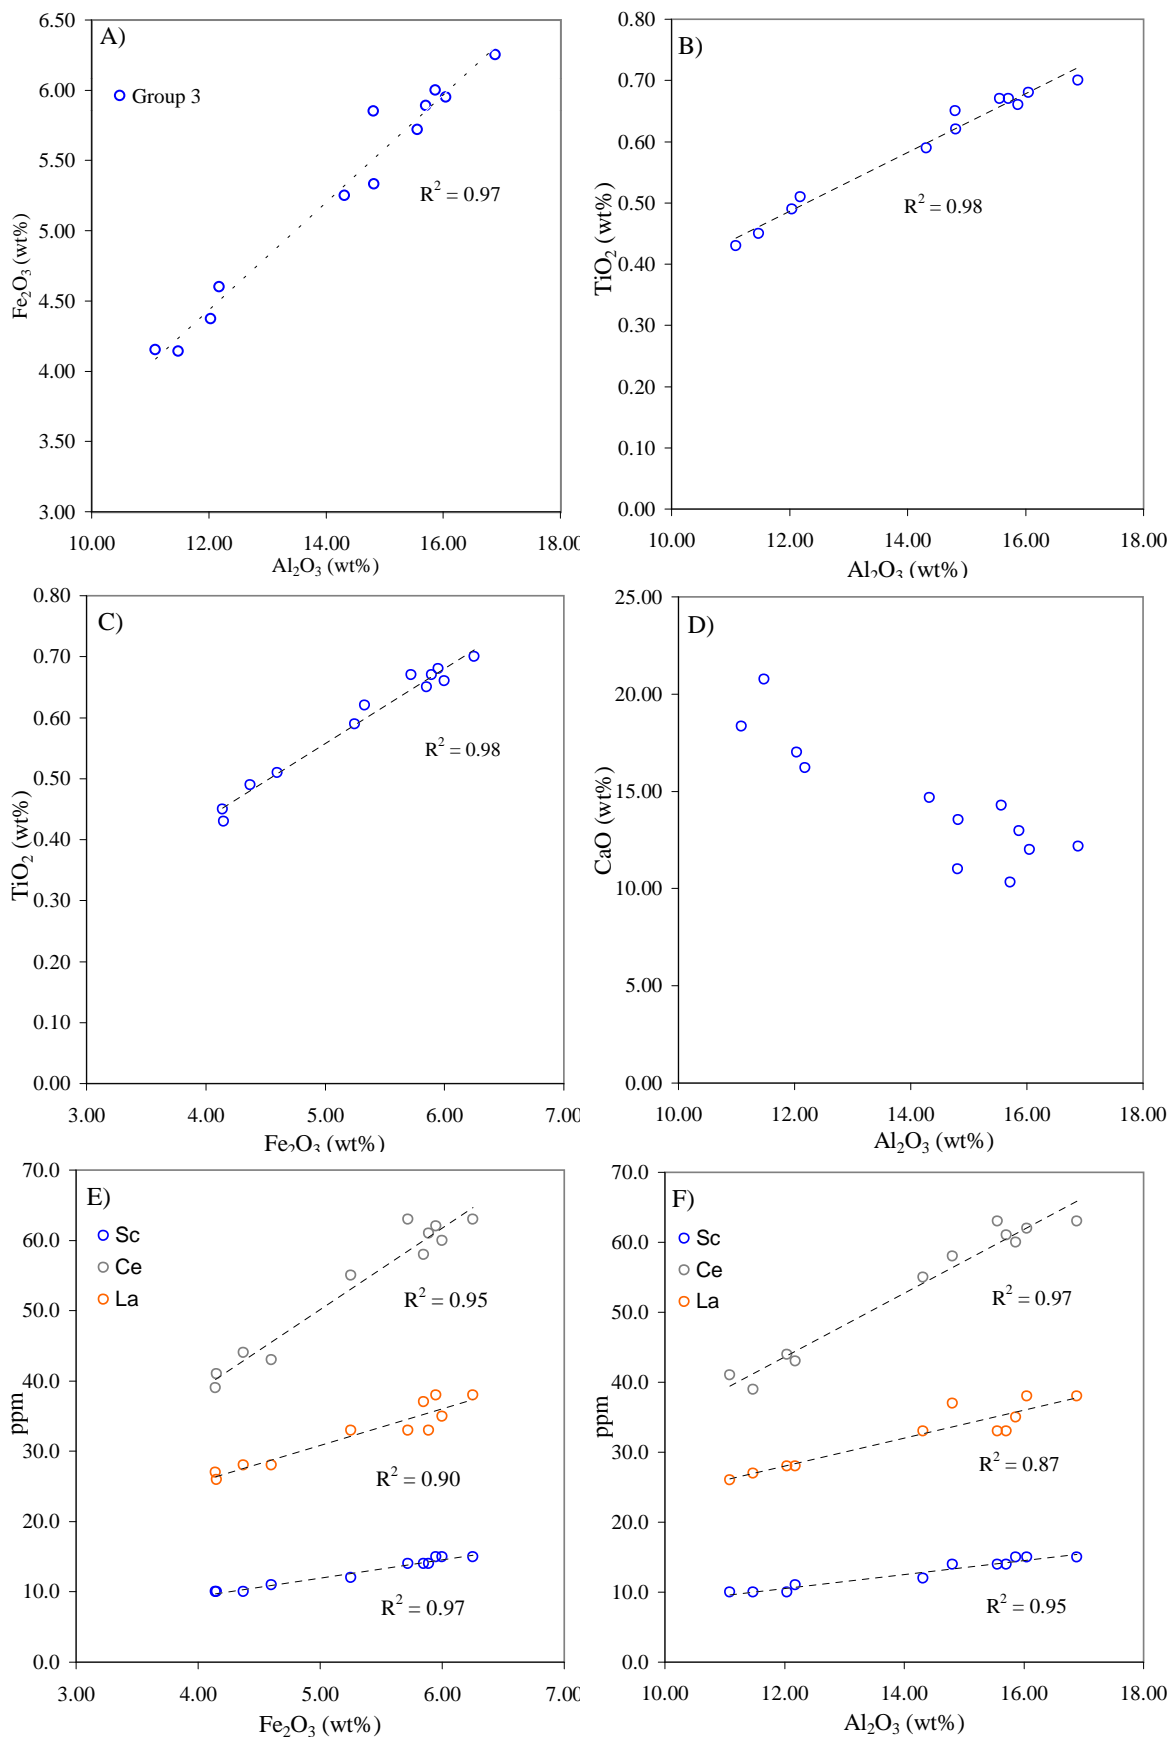 A)
Group 3
R² = 0.97
6.50
6.00
5.50
5.00
4.50
4.00
3.50
3.00
Fe₂O₃ (wt%)
10.00 12.00 14.00 16.00 18.00
Al₂O₃ (wt%)
B)
R² = 0.98
0.80
0.70
0.60
0.50
0.40
0.30
0.20
0.10
0.00
TiO₂ (wt%)
10.00 12.00 14.00 16.00 18.00
Al₂O₃ (wt%)
C)
R² = 0.98
0.80
0.70
0.60
0.50
0.40
0.30
0.20
0.10
0.00
TiO₂ (wt%)
3.00 4.00 5.00 6.00 7.00
Fe₂O₃ (wt%)
D)
25.00
20.00
15.00
10.00
5.00
0.00
CaO (wt%)
10.00 12.00 14.00 16.00 18.00
Al₂O₃ (wt%)
E)
Sc
Ce
La
R² = 0.95
R² = 0.90
R² = 0.97
70.0
60.0
50.0
40.0
30.0
20.0
10.0
0.0
ppm
3.00 4.00 5.00 6.00 7.00
Fe₂O₃ (wt%)
F)
Sc
Ce
La
R² = 0.97
R² = 0.87
R² = 0.95
70.0
60.0
50.0
40.0
30.0
20.0
10.0
0.0
ppm
10.00 12.00 14.00 16.00 18.00
Al₂O₃ (wt%)